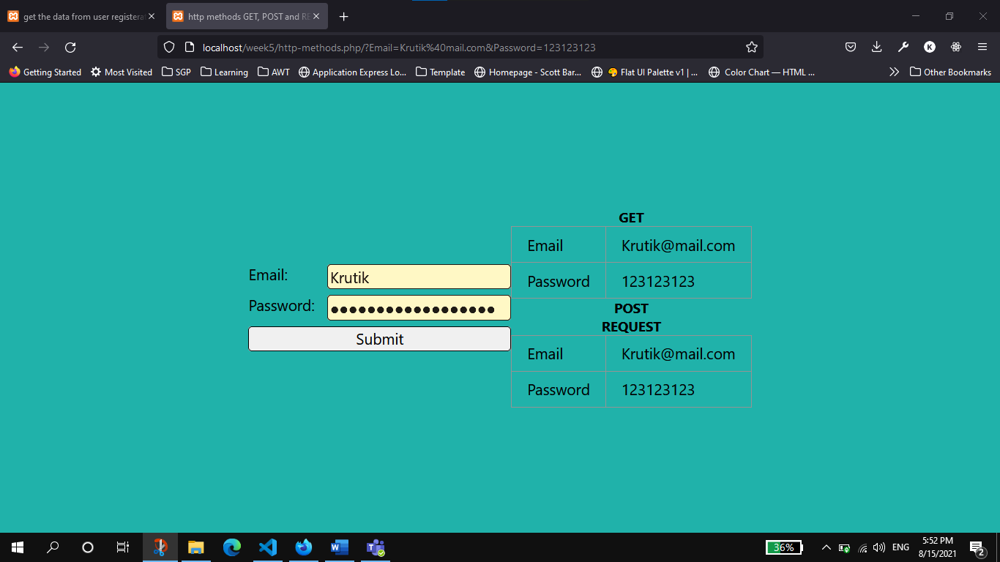 get the data from user registerat
http methods GET, POST and RE
localhost/week5/http-methods.php/?Email=Krutik%40mail.com&Password=123123123
Getting Started Most Visited SGP Learning AWT Application Express Lo... Template Homepage - Scott Bar... Flat UI Palette v1 | ... Color Chart — HTML ... Other Bookmarks
K
GET
Email Krutik@mail.com
Password 123123123
Email: Krutik
Password:
Submit
POST
REQUEST
Email Krutik@mail.com
Password 123123123
36%
ENG
5:52 PM
8/15/2021
2